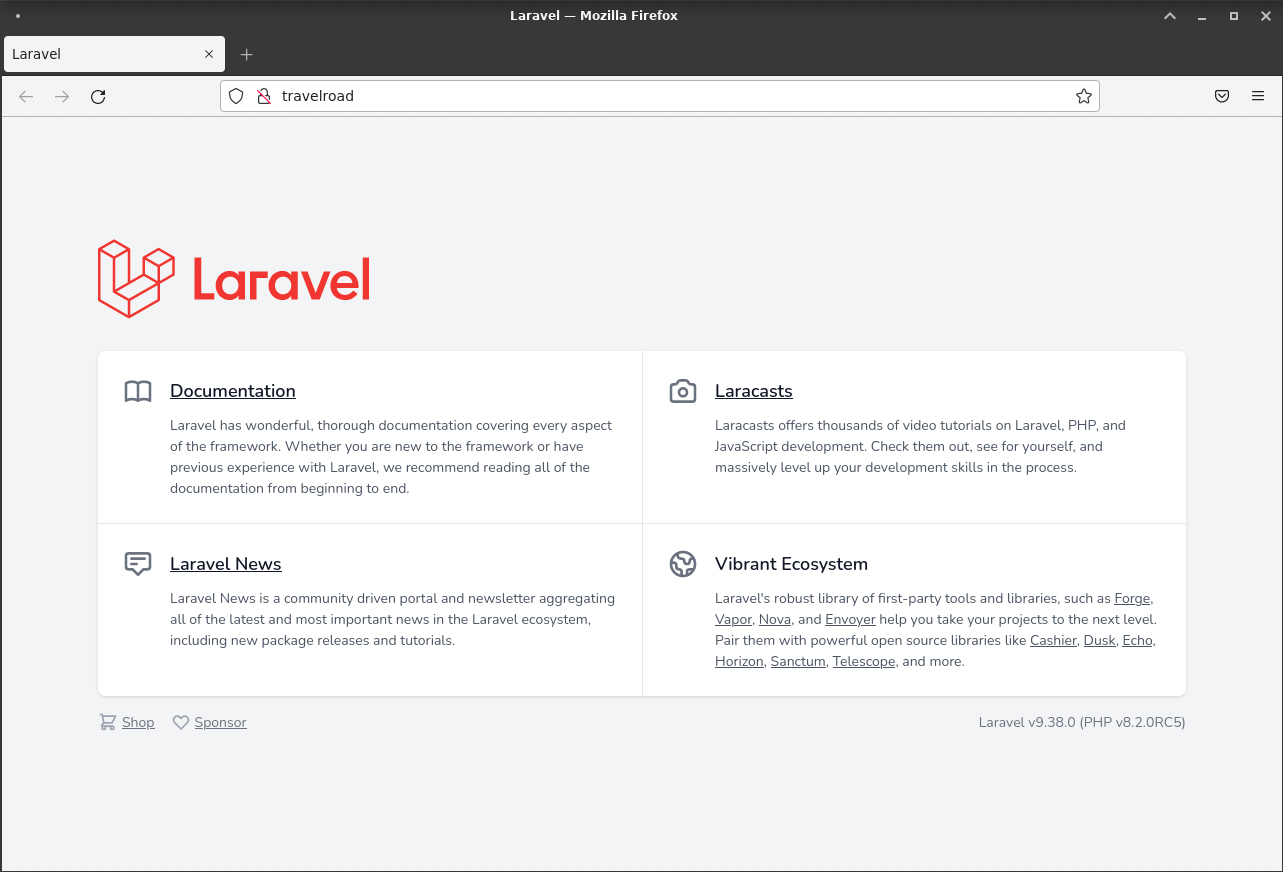 Laravel — Mozilla Firefox
Laravel
travelroad
Laravel
Documentation
Laravel has wonderful, thorough documentation covering every aspect
of the framework. Whether you are new to the framework or have
previous experience with Laravel, we recommend reading all of the
documentation from beginning to end.
Laracasts
Laracasts offers thousands of video tutorials on Laravel, PHP, and
JavaScript development. Check them out, see for yourself, and
massively level up your development skills in the process.
Laravel News
Laravel News is a community driven portal and newsletter aggregating
all of the latest and most important news in the Laravel ecosystem,
including new package releases and tutorials.
Vibrant Ecosystem
Laravel's robust library of first-party tools and libraries, such as Forge,
Vapor, Nova, and Envoyer help you take your projects to the next level.
Pair them with powerful open source libraries like Cashier, Dusk, Echo,
Horizon, Sanctum, Telescope, and more.
Shop
Sponsor
Laravel v9.38.0 (PHP v8.2.0RC5)